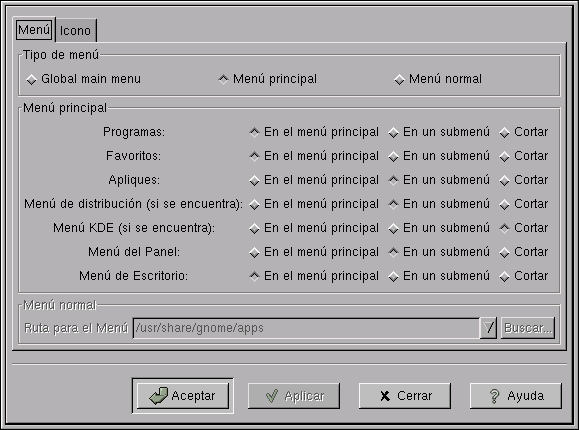 Menú Icono
Tipo de menú
Global main menu Menú principal Menú normal
Menú principal
Programas: En el menú principal En un submenú Cortar
Favoritos: En el menú principal En un submenú Cortar
Apliques: En el menú principal En un submenú Cortar
Menú de distribución (si se encuentra): En el menú principal En un submenú Cortar
Menú KDE (si se encuentra): En el menú principal En un submenú Cortar
Menú del Panel: En el menú principal En un submenú Cortar
Menú de Escritorio: En el menú principal En un submenú Cortar
Menú normal
Ruta para el Menú /usr/share/gnome/apps Buscar...
Aceptar Aplicar Cerrar Ayuda